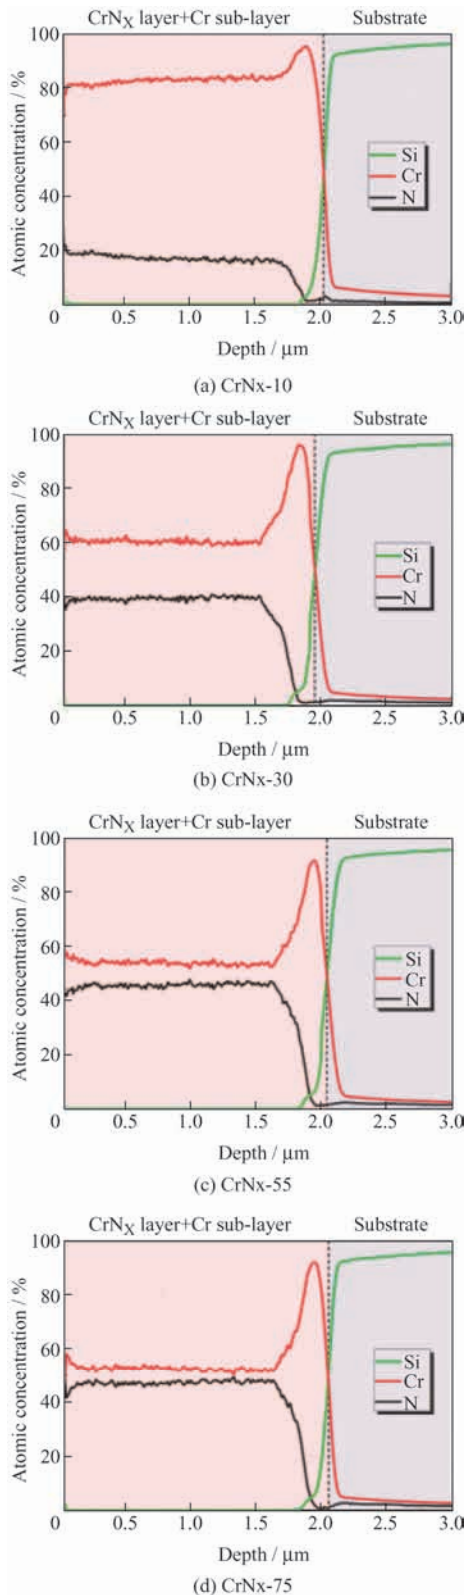 CrNX layer+Cr sub-layer Substrate
100
80
60
40
20
0
Atomic concentration / %
Si
Cr
N
0.5 1.0 1.5 2.0 2.5 3.0
Depth / μm
(a) CrNx-10
CrNX layer+Cr sub-layer Substrate
100
80
60
40
20
0
Atomic concentration / %
Si
Cr
N
0.5 1.0 1.5 2.0 2.5 3.0
Depth / μm
(b) CrNx-30
CrNX layer+Cr sub-layer Substrate
100
80
60
40
20
0
Atomic concentration / %
Si
Cr
N
0.5 1.0 1.5 2.0 2.5 3.0
Depth / μm
(c) CrNx-55
CrNX layer+Cr sub-layer Substrate
100
80
60
40
20
0
Atomic concentration / %
Si
Cr
N
0.5 1.0 1.5 2.0 2.5 3.0
Depth / μm
(d) CrNx-75